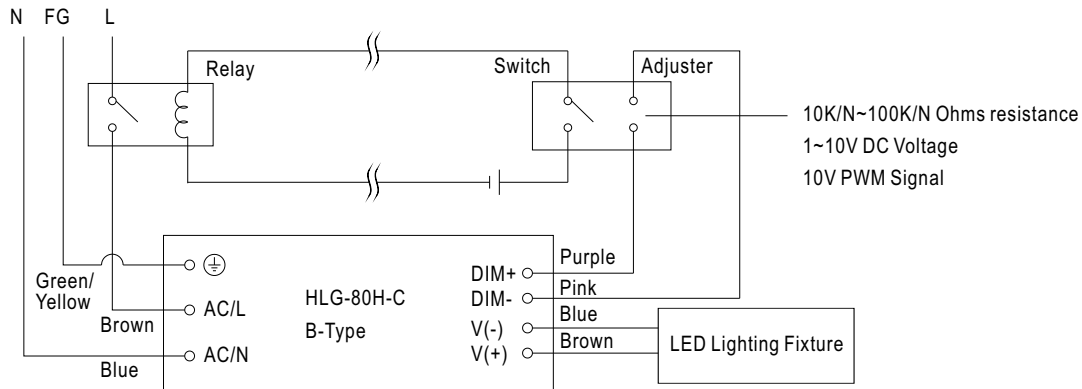 N FG L
Relay
Switch
Adjuster
10K/N~100K/N Ohms resistance
1~10V DC Voltage
10V PWM Signal
Green/
Yellow
Brown
Blue
AC/L
AC/N
HLG-80H-C
B-Type
DIM+
DIM-
V(-)
V(+)
Purple
Pink
Blue
Brown
LED Lighting Fixture